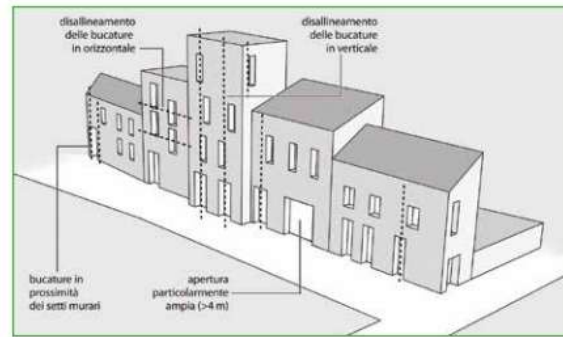 disallineamento
delle bucature
in orizzontale
disallineamento
delle bucature
in verticale
bucature in
prossimità
dei setti murari
apertura
particolarmente
ampia (>4 m)